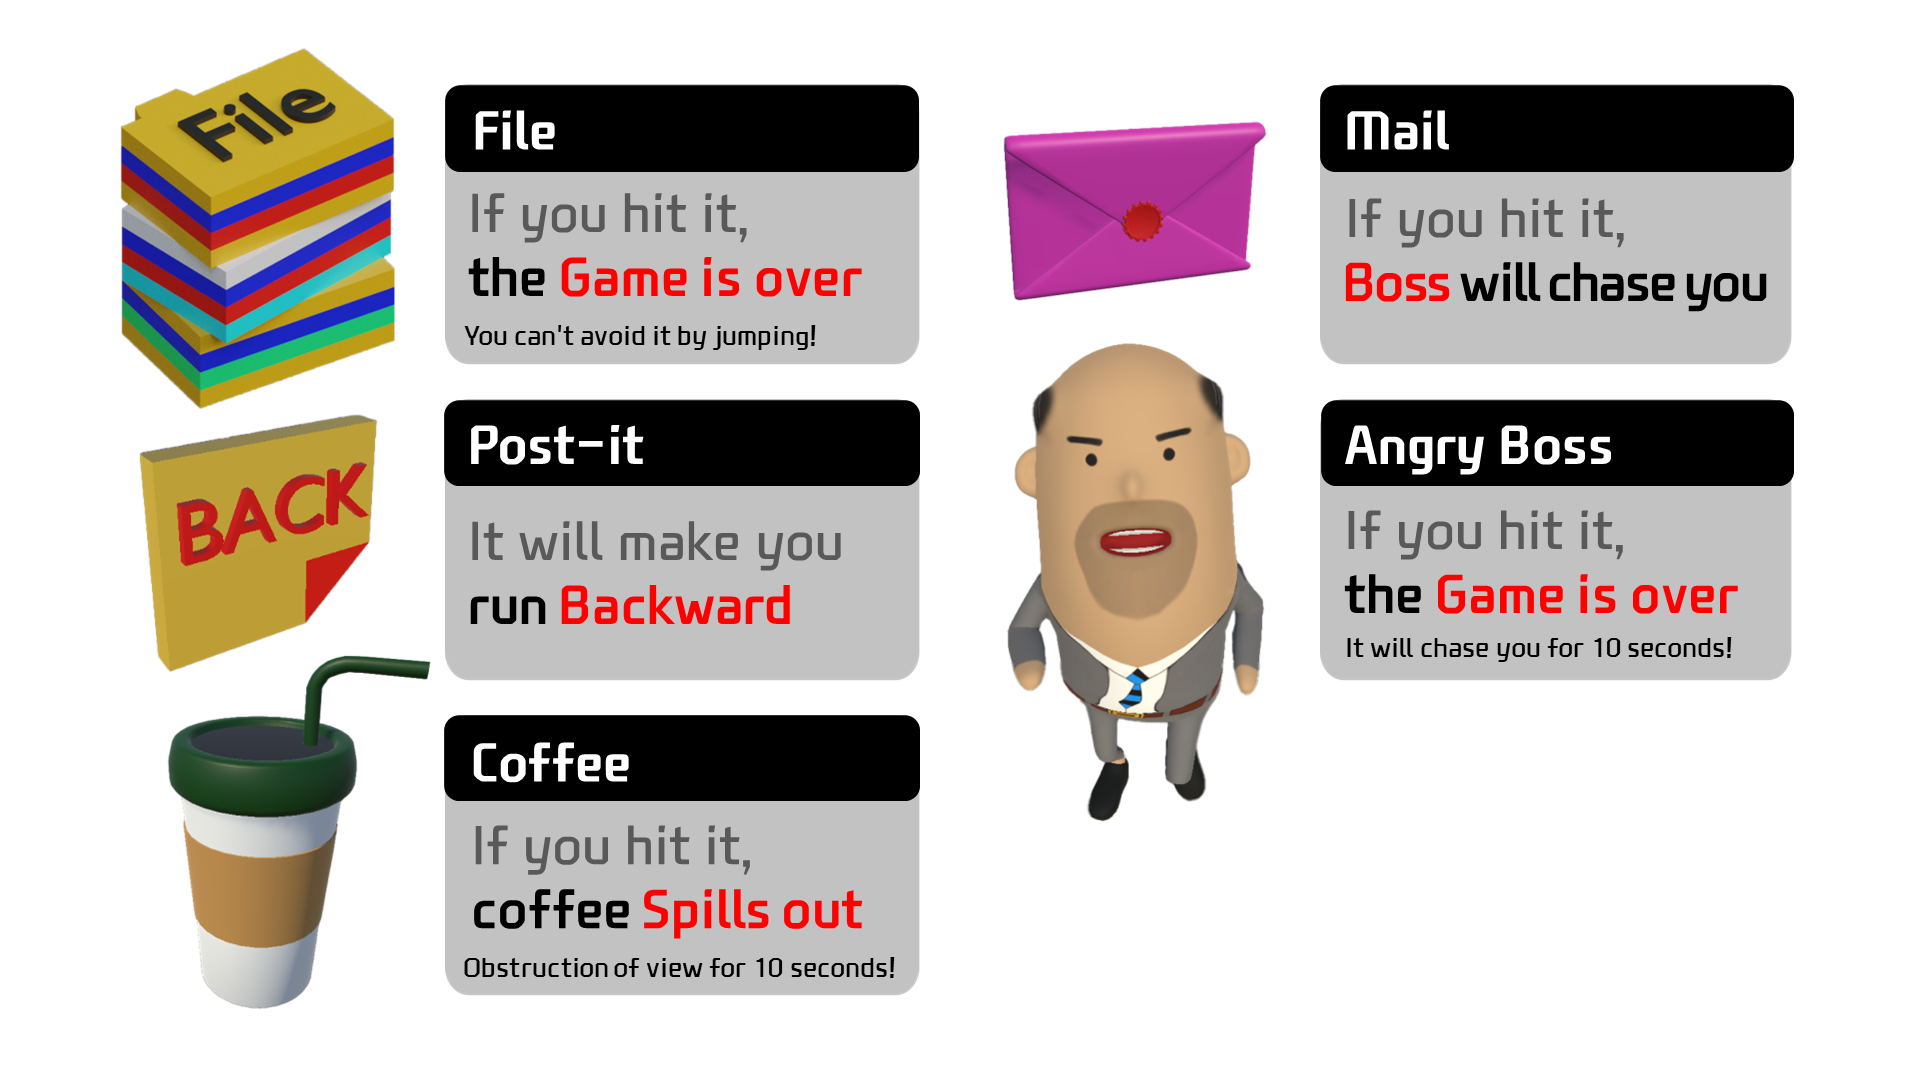 File
File
If you hit it,
the Game is over
You can't avoid it by jumping!
BACK
Post-it
It will make you
run Backward
Coffee
If you hit it,
coffee Spills out
Obstruction of view for 10 seconds!
Mail
If you hit it,
Boss will chase you
Angry Boss
If you hit it,
the Game is over
It will chase you for 10 seconds!